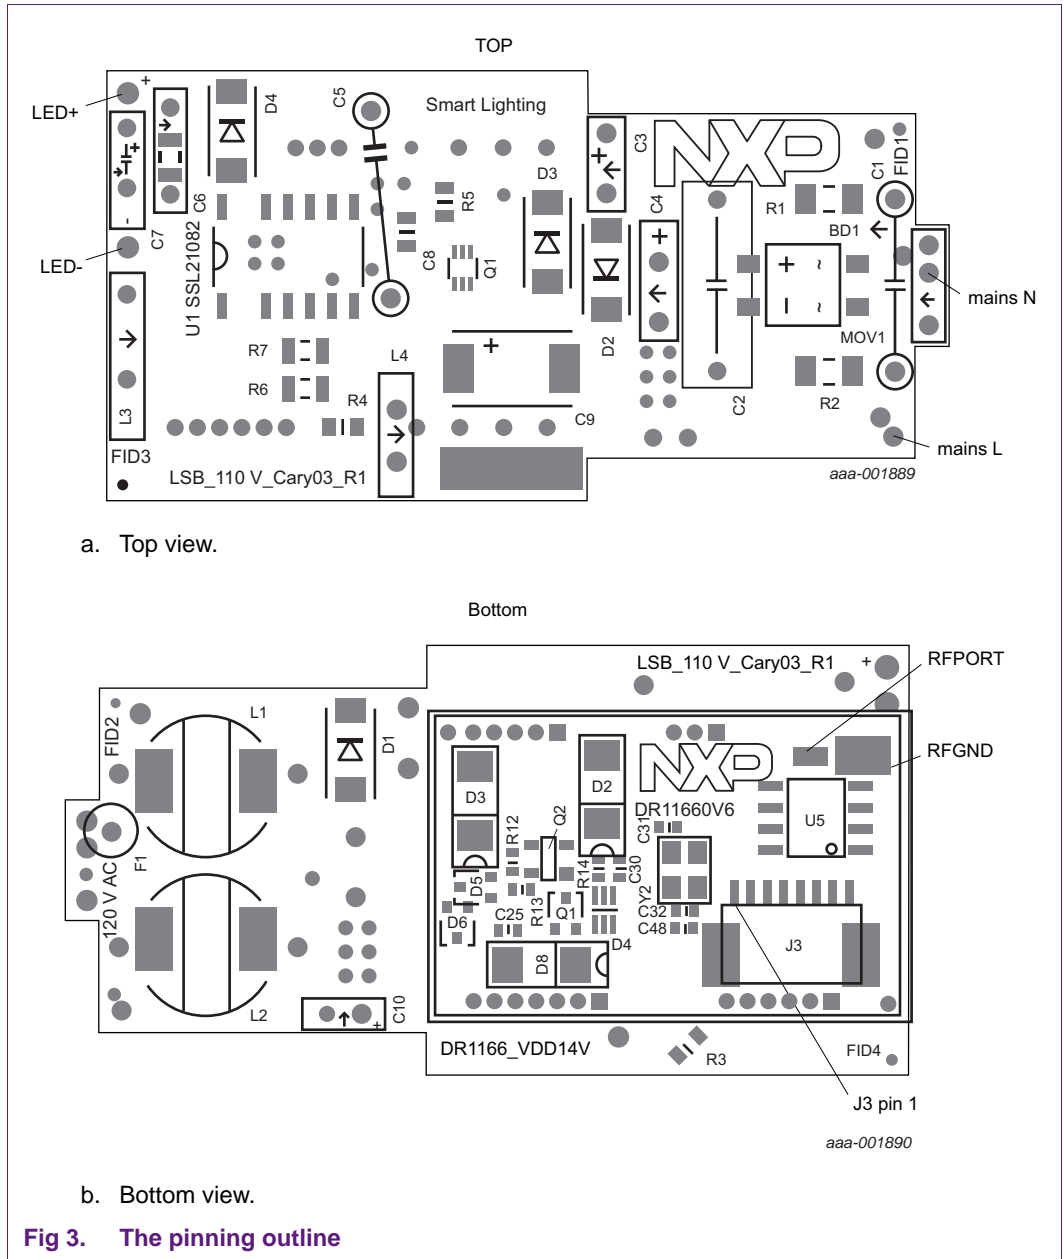 TOP
LED+
+
D4
C5
Smart Lighting
C3
NXP
C1
FID1
+
-
C7
C6
U1 SSL21082
R5
D3
C4
+
+
R1
BD1
LED-
C8
Q1
+
~
-
~
mains N
MOV1
R7
L4
+
D2
R6
R4
L3
C9
C2
R2
mains L
FID3
LSB_110 V_Cary03_R1
aaa-001889
a. Top view.
Bottom
LSB_110 V_Cary03_R1
+
RFPORT
FID2
L1
D1
NXP
RFGND
D3
D2
DR11660V6
Q2
R12
C31
U5
F1
120 V AC
D5
R14
C30
Y2
D6
C25
R13
Q1
C32
C48
D4
J3
D8
L2
C10
+
DR1166_VDD14V
R3
FID4
J3 pin 1
aaa-001890
b. Bottom view.
Fig 3. The pinning outline